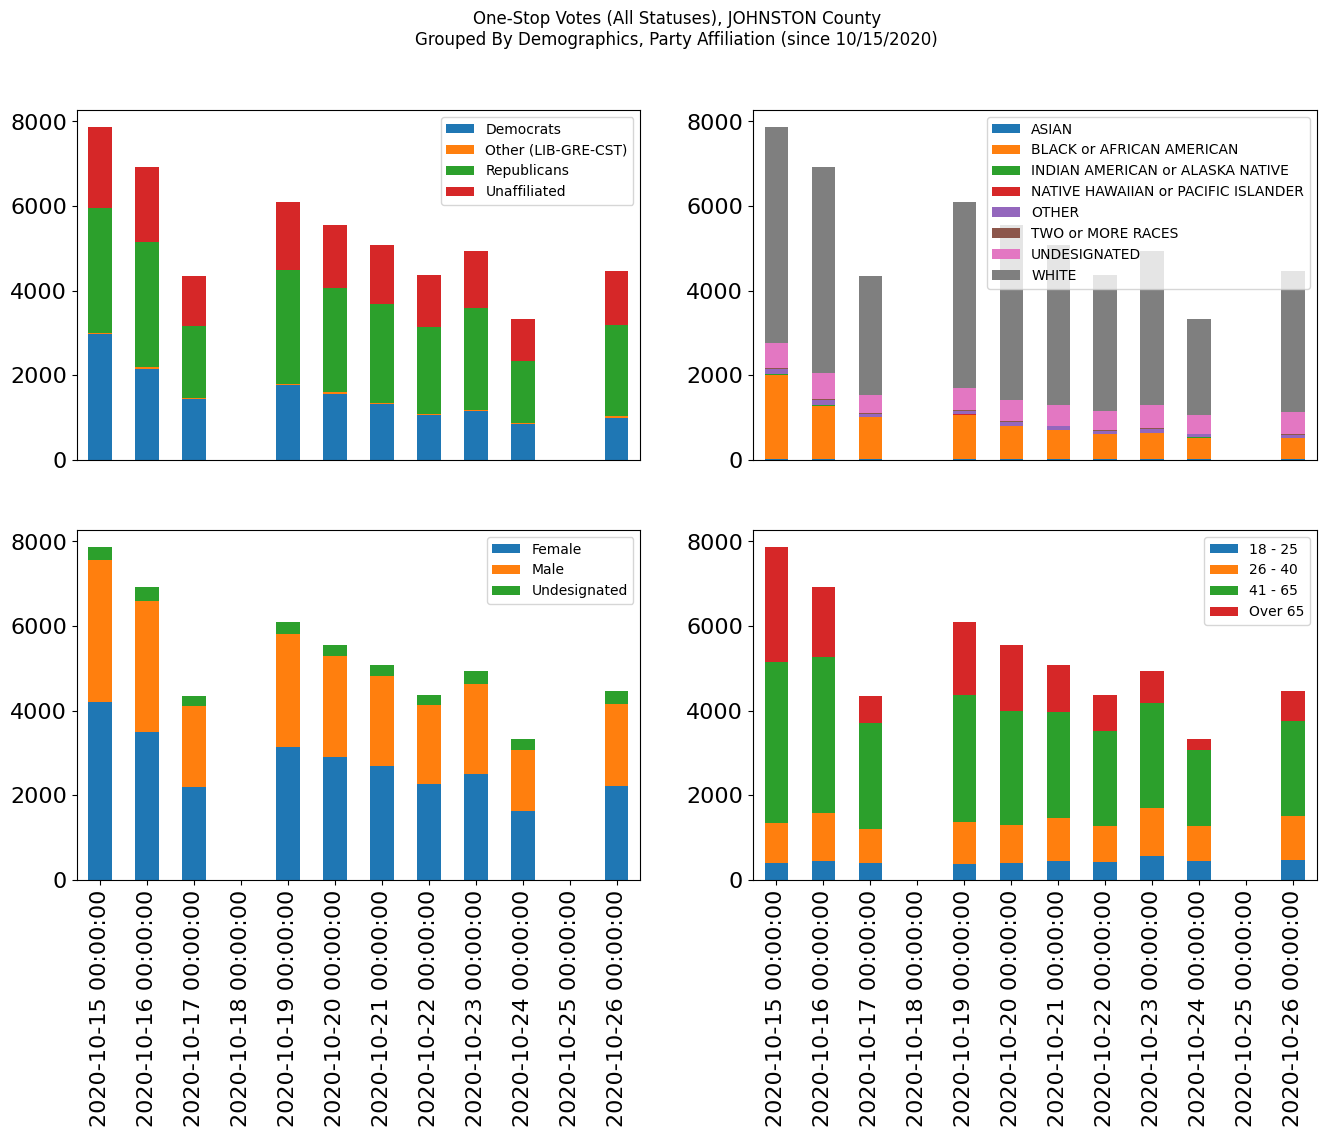 One-Stop Votes (All Statuses), JOHNSTON County
Grouped By Demographics, Party Affiliation (since 10/15/2020)
8000
6000
4000
2000
0
Democrats
Other (LIB-GRE-CST)
Republicans
Unaffiliated
8000
6000
4000
2000
0
ASIAN
BLACK or AFRICAN AMERICAN
INDIAN AMERICAN or ALASKA NATIVE
NATIVE HAWAIIAN or PACIFIC ISLANDER
OTHER
TWO or MORE RACES
UNDESIGNATED
WHITE
8000
6000
4000
2000
0
Female
Male
Undesignated
2020-10-15 00:00:00
2020-10-16 00:00:00
2020-10-17 00:00:00
2020-10-18 00:00:00
2020-10-19 00:00:00
2020-10-20 00:00:00
2020-10-21 00:00:00
2020-10-22 00:00:00
2020-10-23 00:00:00
2020-10-24 00:00:00
2020-10-25 00:00:00
2020-10-26 00:00:00
8000
6000
4000
2000
0
18 - 25
26 - 40
41 - 65
Over 65
2020-10-15 00:00:00
2020-10-16 00:00:00
2020-10-17 00:00:00
2020-10-18 00:00:00
2020-10-19 00:00:00
2020-10-20 00:00:00
2020-10-21 00:00:00
2020-10-22 00:00:00
2020-10-23 00:00:00
2020-10-24 00:00:00
2020-10-25 00:00:00
2020-10-26 00:00:00